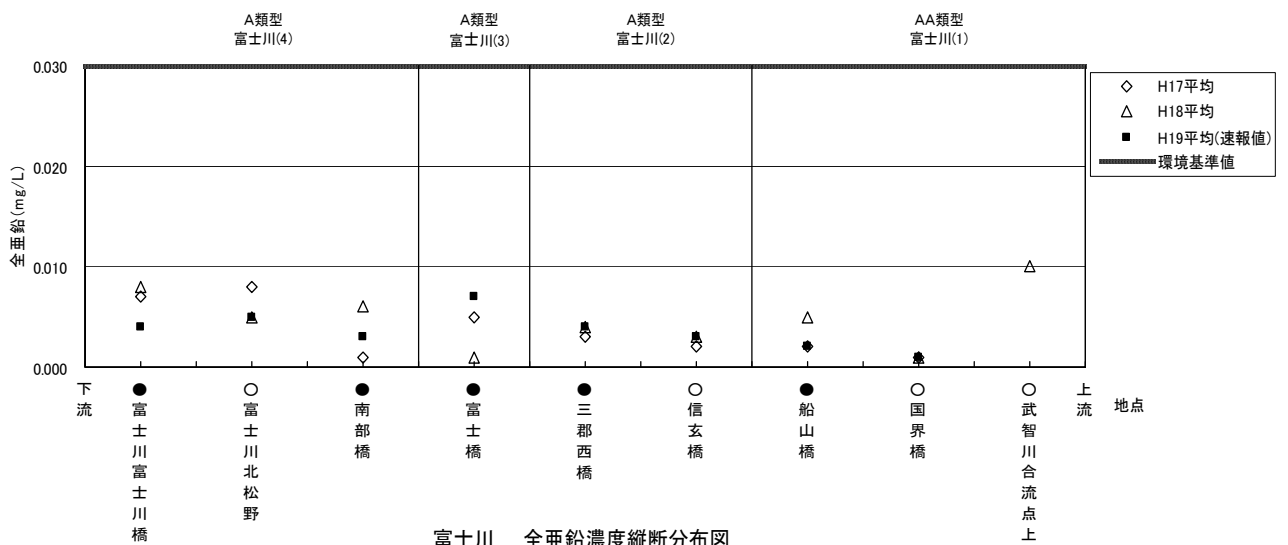 A類型
富士川(4)
A類型
富士川(3)
A類型
富士川(2)
AA類型
富士川(1)
0.030
0.020
0.010
0.000
全亜鉛(mg/L)
H17平均
H18平均
H19平均(速報値)
環境基準値
下流
富士川富士川橋
富士川北松野
南部橋
富士橋
三郡西橋
信玄橋
船山橋
国界橋
武智川合流点上
上流
地点
富士川 全亜鉛濃度縦断分布図